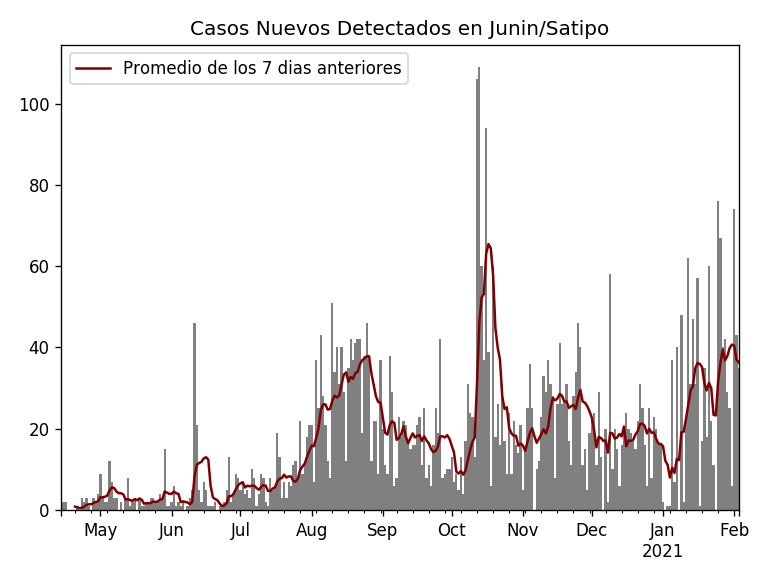 Casos Nuevos Detectados en Junin/Satipo
Promedio de los 7 dias anteriores
100
80
60
40
20
0
May Jun Jul Aug Sep Oct Nov Dec Jan Feb
2021